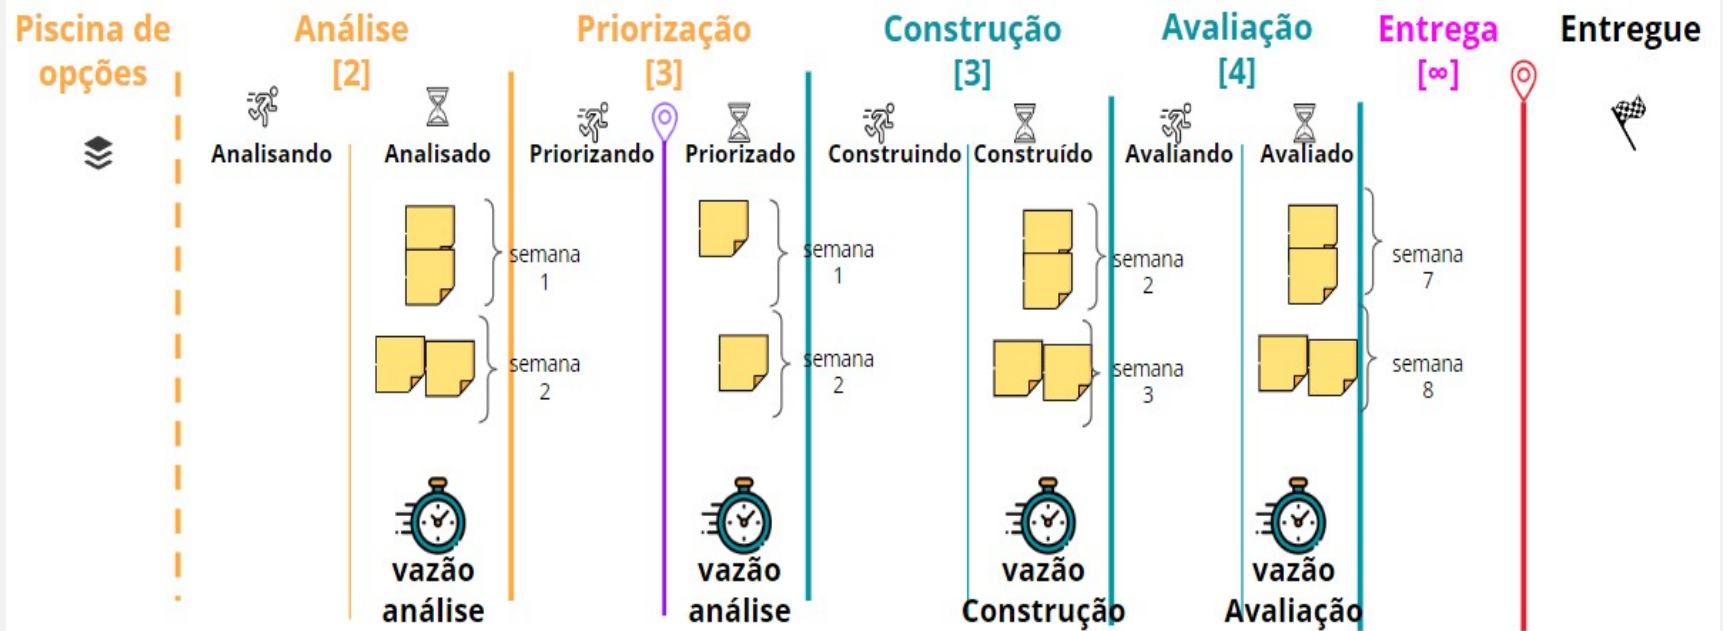 Piscina de
opções
Análise
[2]
Priorização
[3]
Construção
[3]
Avaliação
[4]
Entrega
[∞]
Entregue
Analisando
Analisado
Priorizando
Priorizado
Construindo
Construído
Avaliando
Avaliado
semana
1
semana
1
semana
2
semana
7
semana
2
semana
2
semana
3
semana
8
vazão
análise
vazão
análise
vazão
Construção
vazão
Avaliação